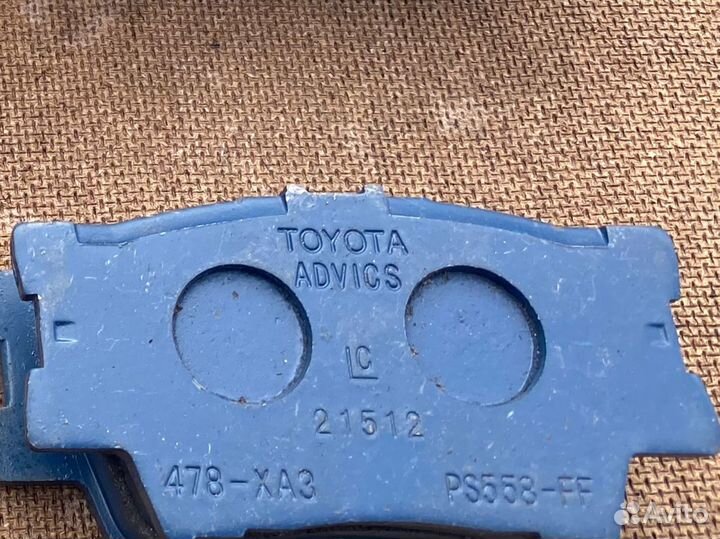 TOYOTA
ADVICS
LC
21512
478-XA3 PS558-FF
Avito